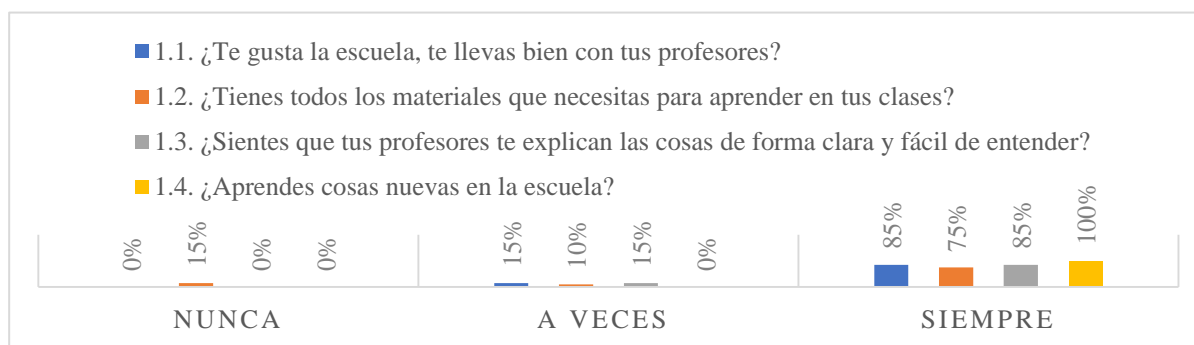 1.1. ¿Te gusta la escuela, te llevas bien con tus profesores?
1.2. ¿Tienes todos los materiales que necesitas para aprender en tus clases?
1.3. ¿Sientes que tus profesores te explican las cosas de forma clara y fácil de entender?
1.4. ¿Aprendes cosas nuevas en la escuela?
0% 15% 0% 0% 15% 10% 15% 0% 85% 75% 85% 100%
NUNCA A VECES SIEMPRE